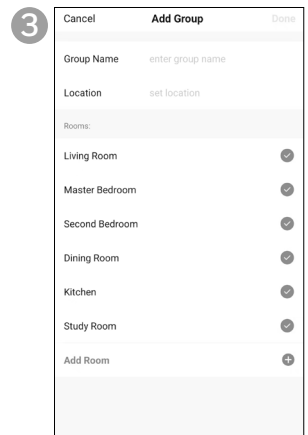 3
Cancel Add Group Done
Group Name enter group name
Location set location
Rooms:
Living Room
Master Bedroom
Second Bedroom
Dining Room
Kitchen
Study Room
Add Room